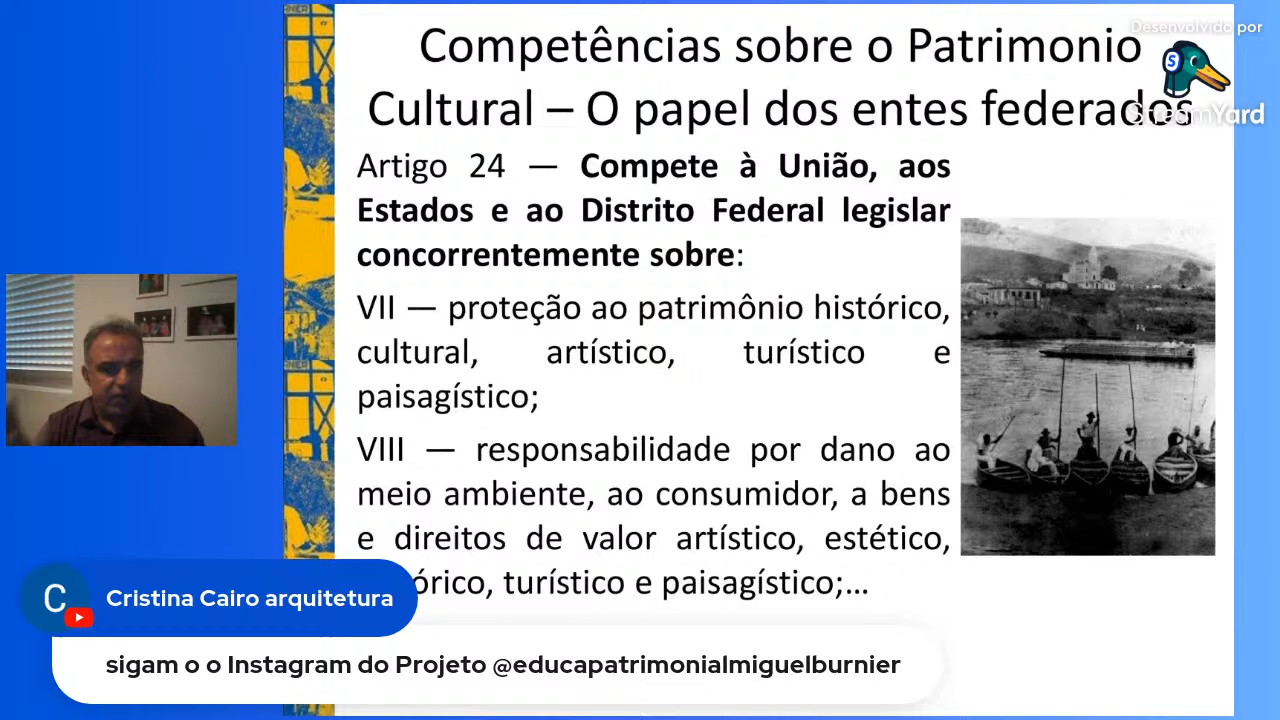 Competências sobre o Patrimonio
Cultural – O papel dos entes federados
Desenvolvido por
StreamYard
Artigo 24 — Compete à União, aos
Estados e ao Distrito Federal legislar
concorrentemente sobre:
VII — proteção ao patrimônio histórico,
cultural, artístico, turístico e
paisagístico;
VIII — responsabilidade por dano ao
meio ambiente, ao consumidor, a bens
e direitos de valor artístico, estético,
órico, turístico e paisagístico;...
C
Cristina Cairo arquitetura
sigam o o Instagram do Projeto @educapatrimonialmiguelburnier